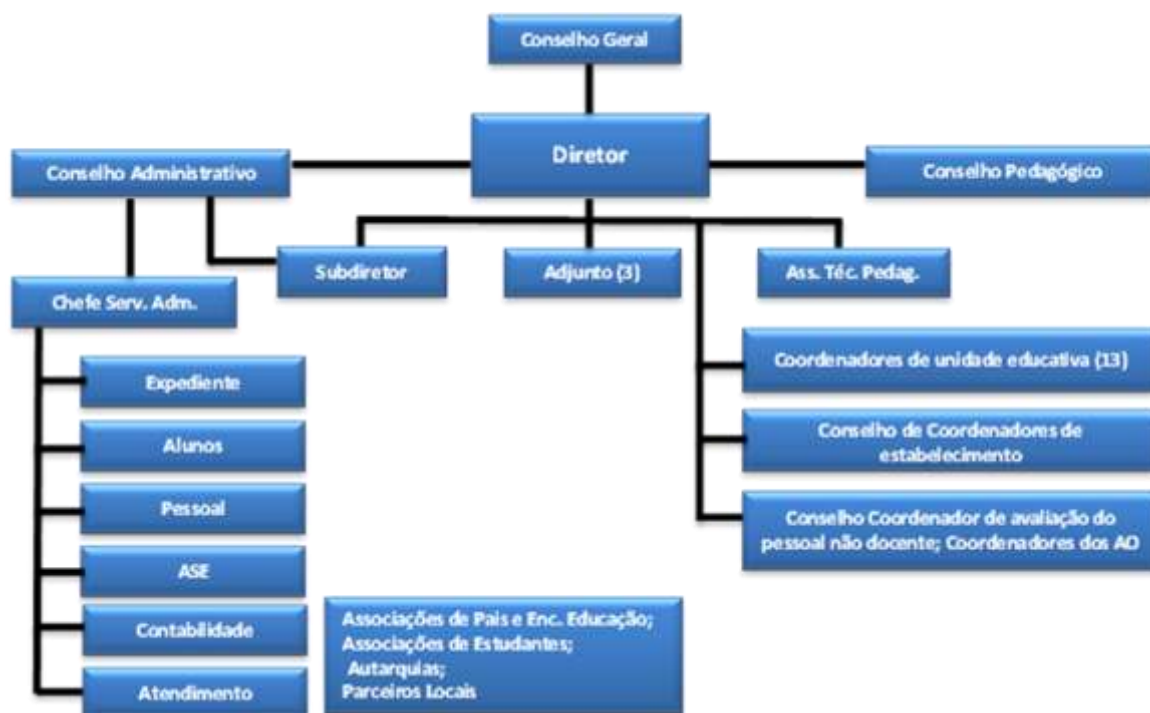 Conselho Geral
Diretor
Conselho Administrativo
Conselho Pedagógico
Subdiretor
Adjunto (3)
Ass. Téc. Pedag.
Chefe Serv. Adm.
Expediente
Alunos
Pessoal
ASE
Contabilidade
Atendimento
Coordenadores de unidade educativa (13)
Conselho de Coordenadores de
estabelecimento
Conselho Coordenador de avaliação do
pessoal não docente; Coordenadores dos AO
Associações de Pais e Enc. Educação;
Associações de Estudantes;
Autarquias;
Parceiros Locais